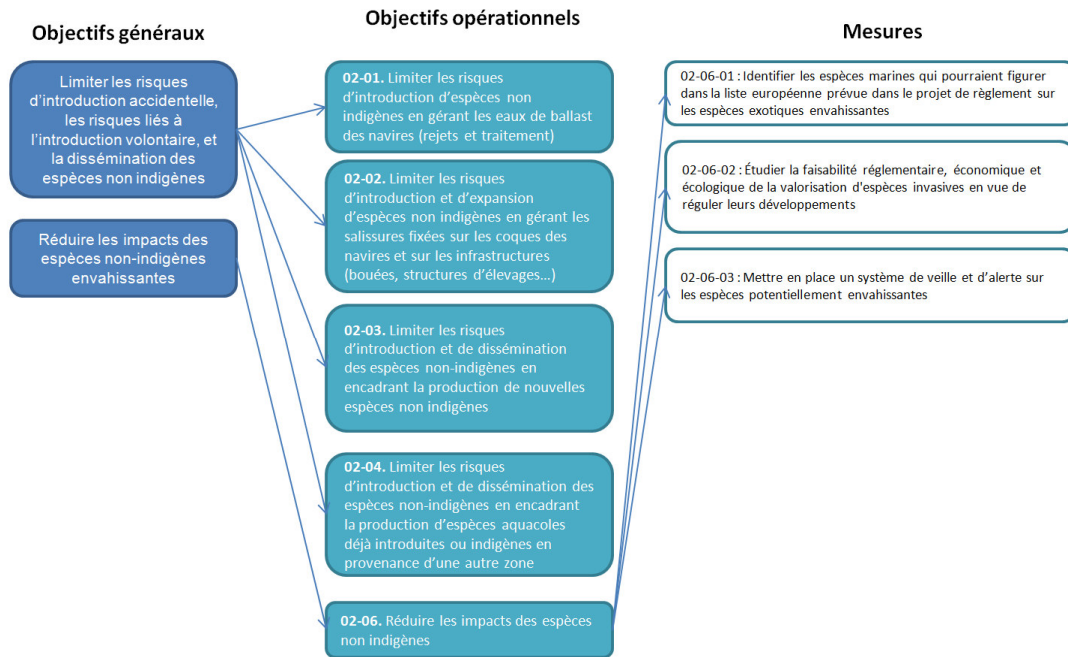 Objectifs généraux
Limiter les risques
d'introduction accidentelle,
les risques liés à
l'introduction volontaire, et
la dissémination des
espèces non indigènes
Réduire les impacts des
espèces non-indigènes
envahissantes
Objectifs opérationnels
02-01. Limiter les risques
d'introduction d'espèces non
indigènes en gérant les eaux de ballast
des navires (rejets et traitement)
02-02. Limiter les risques
d'introduction et d'expansion
d'espèces non indigènes en gérant les
salissures fixées sur les coques des
navires et sur les infrastructures
(bouées, structures d'élevages…)
02-03. Limiter les risques
d'introduction et de dissémination
des espèces non-indigènes en
encadrant la production de nouvelles
espèces non indigènes
02-04. Limiter les risques
d'introduction et de dissémination des
espèces non-indigènes en encadrant
la production d'espèces aquacoles
déjà introduites ou indigènes en
provenance d'une autre zone
02-06. Réduire les impacts des espèces
non indigènes
Mesures
02-06-01 : Identifier les espèces marines qui pourraient figurer
dans la liste européenne prévue dans le projet de règlement sur
les espèces exotiques envahissantes
02-06-02 : Étudier la faisabilité réglementaire, économique et
écologique de la valorisation d'espèces invasives en vue de
réguler leurs développements
02-06-03 : Mettre en place un système de veille et d'alerte sur
les espèces potentiellement envahissantes